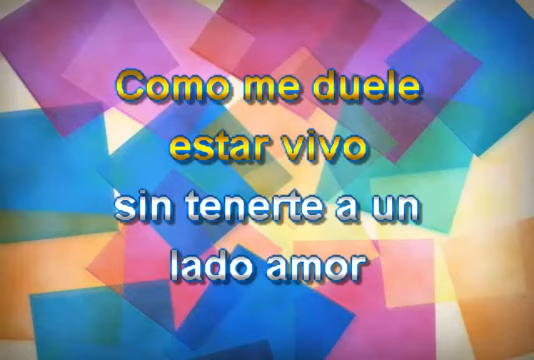 Como me duele
estar vivo
sin tenerte a un
lado amor